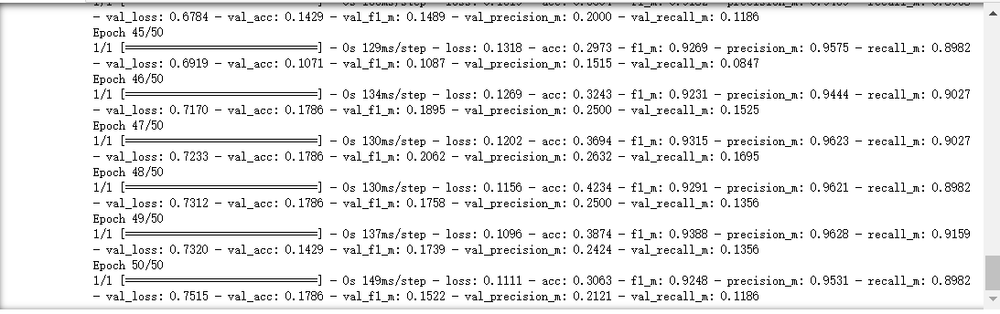 - val_loss: 0.6784 - val_acc: 0.1429 - val_f1_m: 0.1489 - val_precision_m: 0.2000 - val_recall_m: 0.1186
Epoch 45/50
1/1 [==============================] - 0s 129ms/step - loss: 0.1318 - acc: 0.2973 - f1_m: 0.9269 - precision_m: 0.9575 - recall_m: 0.8982
- val_loss: 0.6919 - val_acc: 0.1071 - val_f1_m: 0.1087 - val_precision_m: 0.1515 - val_recall_m: 0.0847
Epoch 46/50
1/1 [==============================] - 0s 134ms/step - loss: 0.1269 - acc: 0.3243 - f1_m: 0.9231 - precision_m: 0.9444 - recall_m: 0.9027
- val_loss: 0.7170 - val_acc: 0.1786 - val_f1_m: 0.1895 - val_precision_m: 0.2500 - val_recall_m: 0.1525
Epoch 47/50
1/1 [==============================] - 0s 130ms/step - loss: 0.1202 - acc: 0.3694 - f1_m: 0.9315 - precision_m: 0.9623 - recall_m: 0.9027
- val_loss: 0.7233 - val_acc: 0.1786 - val_f1_m: 0.2062 - val_precision_m: 0.2632 - val_recall_m: 0.1695
Epoch 48/50
1/1 [==============================] - 0s 130ms/step - loss: 0.1156 - acc: 0.4234 - f1_m: 0.9291 - precision_m: 0.9621 - recall_m: 0.8982
- val_loss: 0.7312 - val_acc: 0.1786 - val_f1_m: 0.1758 - val_precision_m: 0.2500 - val_recall_m: 0.1356
Epoch 49/50
1/1 [==============================] - 0s 137ms/step - loss: 0.1096 - acc: 0.3874 - f1_m: 0.9388 - precision_m: 0.9628 - recall_m: 0.9159
- val_loss: 0.7320 - val_acc: 0.1429 - val_f1_m: 0.1739 - val_precision_m: 0.2424 - val_recall_m: 0.1356
Epoch 50/50
1/1 [==============================] - 0s 149ms/step - loss: 0.1111 - acc: 0.3063 - f1_m: 0.9248 - precision_m: 0.9531 - recall_m: 0.8982
- val_loss: 0.7515 - val_acc: 0.1786 - val_f1_m: 0.1522 - val_precision_m: 0.2121 - val_recall_m: 0.1186